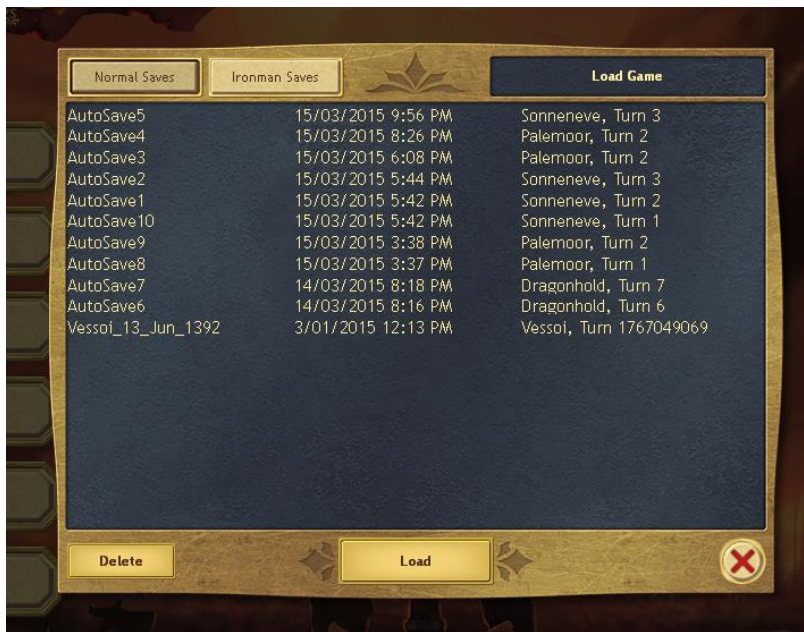 Normal Saves Ironman Saves Load Game
AutoSave5 15/03/2015 9:56 PM Sonneneve, Turn 3
AutoSave4 15/03/2015 8:26 PM Palemoor, Turn 2
AutoSave3 15/03/2015 6:08 PM Palemoor, Turn 2
AutoSave2 15/03/2015 5:44 PM Sonneneve, Turn 3
AutoSave1 15/03/2015 5:42 PM Sonneneve, Turn 2
AutoSave10 15/03/2015 5:42 PM Sonneneve, Turn 1
AutoSave9 15/03/2015 3:38 PM Palemoor, Turn 2
AutoSave8 15/03/2015 3:37 PM Palemoor, Turn 1
AutoSave7 14/03/2015 8:18 PM Dragonhold, Turn 7
AutoSave6 14/03/2015 8:16 PM Dragonhold, Turn 6
Vessoi_13_Jun_1392 3/01/2015 12:13 PM Vessoi, Turn 1767049069
Delete Load